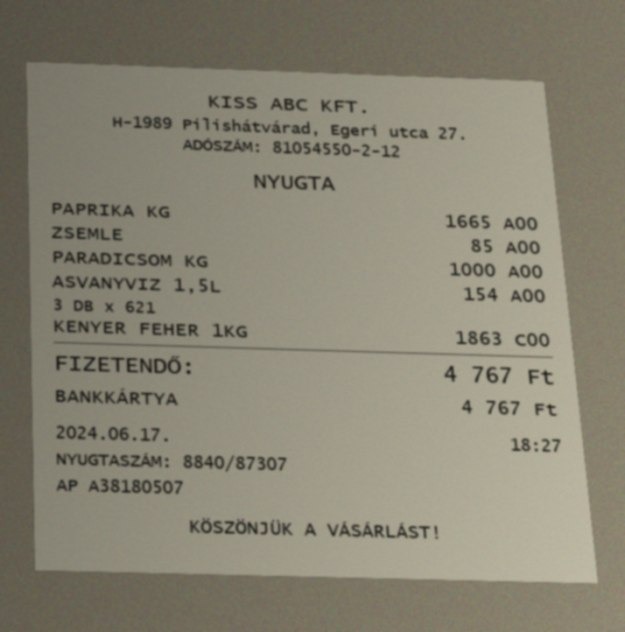 KISS ABC KFT.
H-1989 Pilishátvárad, Egeri utca 27.
ADÓSZÁM: 81054550-2-12
NYUGTA
PAPRIKA KG 1665 A00
ZSEMLE 85 A00
PARADICSOM KG 1000 A00
ASVANYVIZ 1,5L 154 A00
3 DB x 621
KENYER FEHER 1KG 1863 C00
FIZETENDŐ: 4 767 Ft
BANKKÁRTYA 4 767 Ft
2024.06.17. 18:27
NYUGTASZÁM: 8840/87307
AP A38180507
KÖSZÖNJÜK A VÁSÁRLÁST!